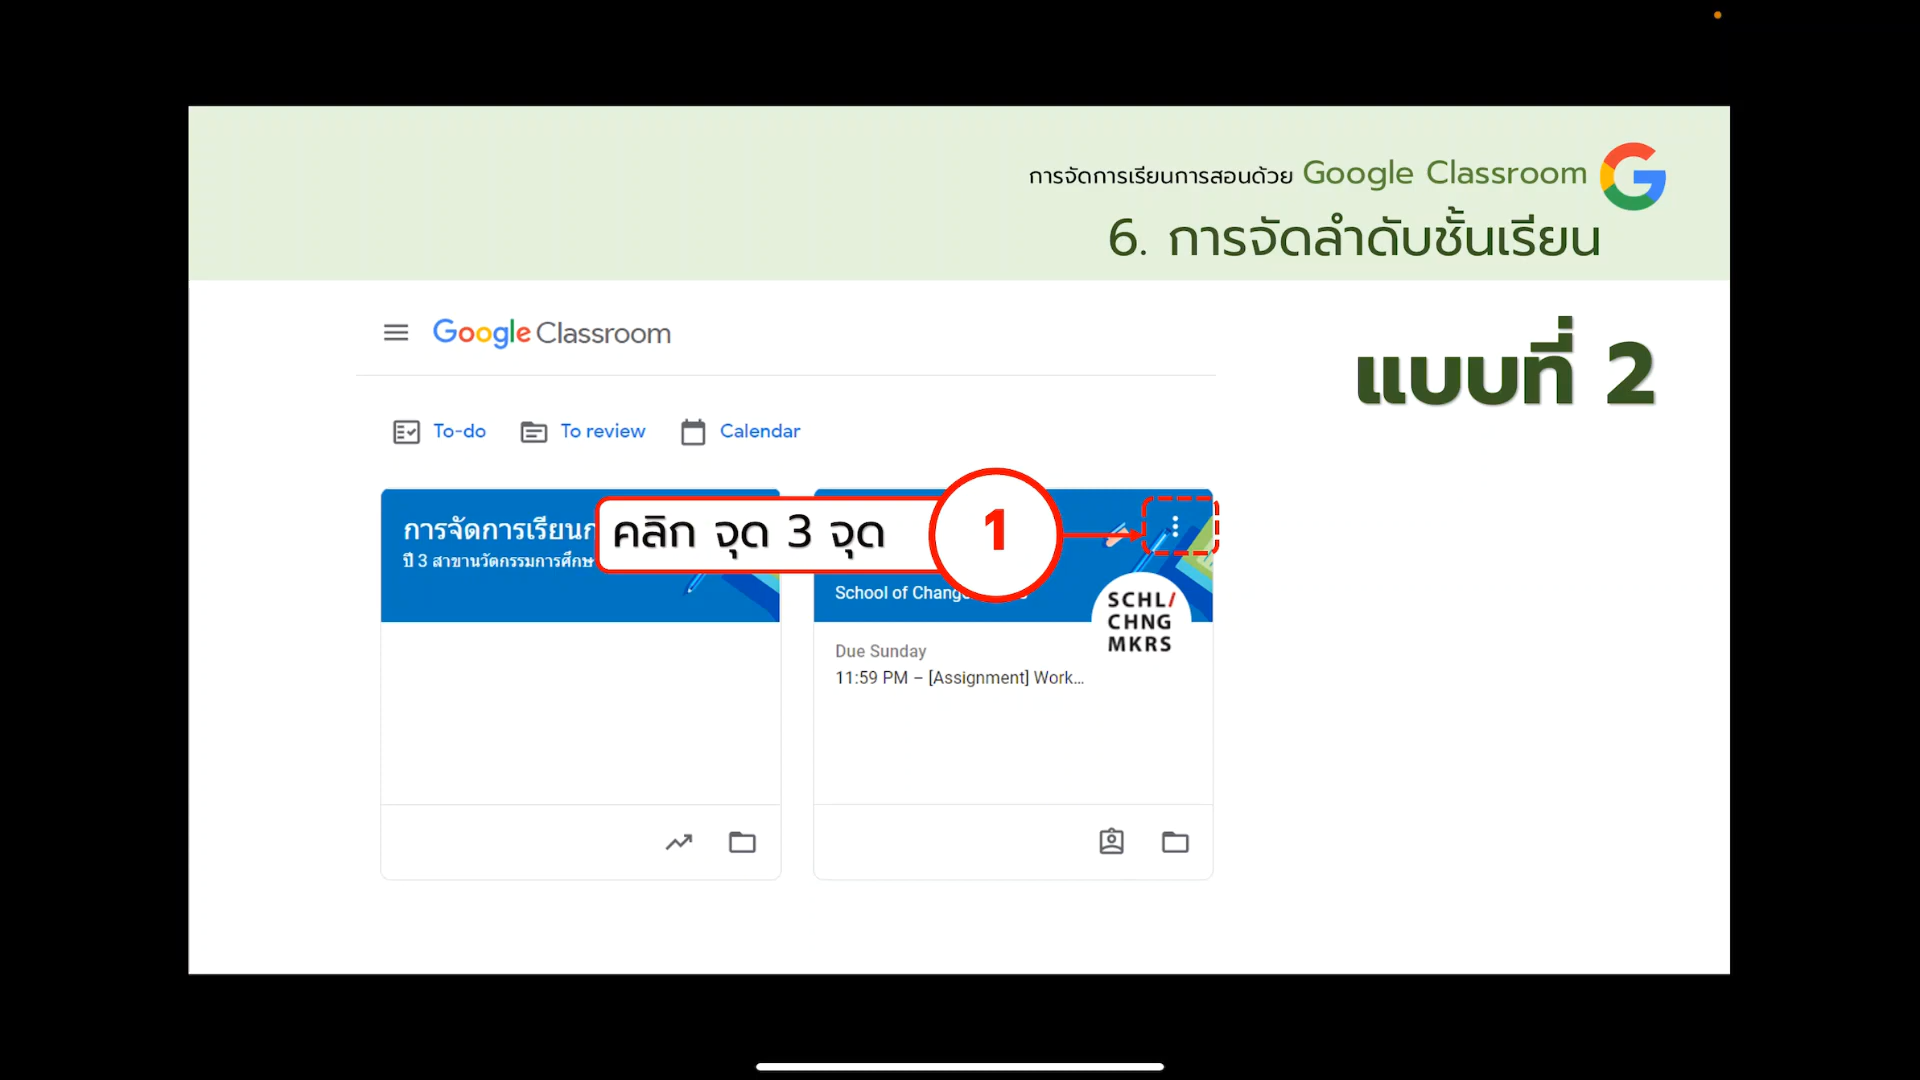 การจัดการเรียนการสอนด้วย Google Classroom
6. การจัดลำดับชั้นเรียน
Google Classroom
แบบที่ 2
To-do To review Calendar
การจัดการเรียนก
ปี 3 สาขานวัตกรรมการศึกษ
คลิก จุด 3 จุด
1
School of Chang
SCHL/
CHNG
MKRS
Due Sunday
11:59 PM – [Assignment] Work...